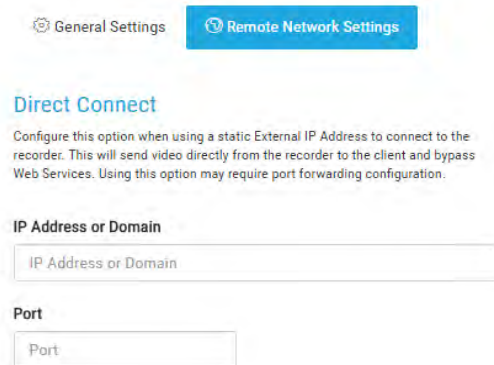 General Settings Remote Network Settings
Direct Connect
Configure this option when using a static External IP Address to connect to the
recorder. This will send video directly from the recorder to the client and bypass
Web Services. Using this option may require port forwarding configuration.
IP Address or Domain
IP Address or Domain
Port
Port